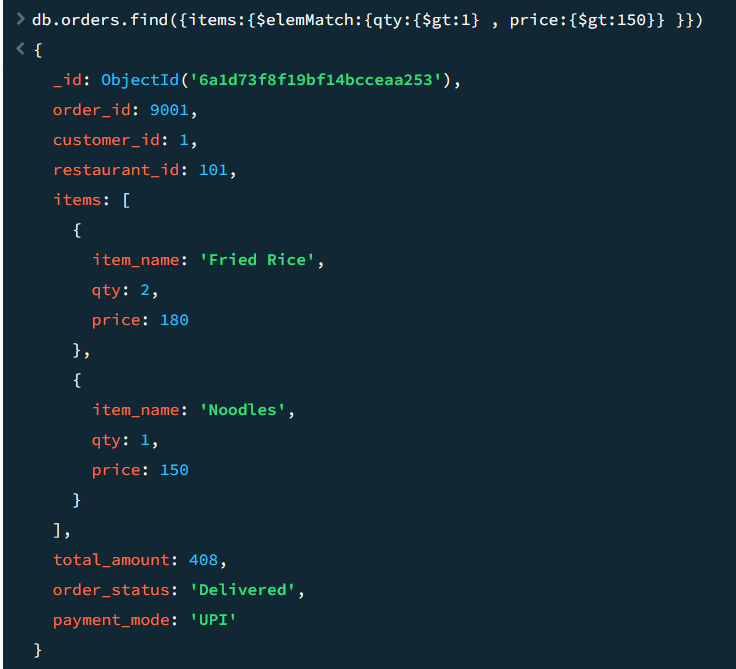 > db.orders.find({items:{$elemMatch:{qty:{$gt:1} , price:{$gt:150}} }})
< {
_id: ObjectId('6a1d73f8f19bf14bcceaa253'),
order_id: 9001,
customer_id: 1,
restaurant_id: 101,
items: [
{
item_name: 'Fried Rice',
qty: 2,
price: 180
},
{
item_name: 'Noodles',
qty: 1,
price: 150
}
],
total_amount: 408,
order_status: 'Delivered',
payment_mode: 'UPI'
}